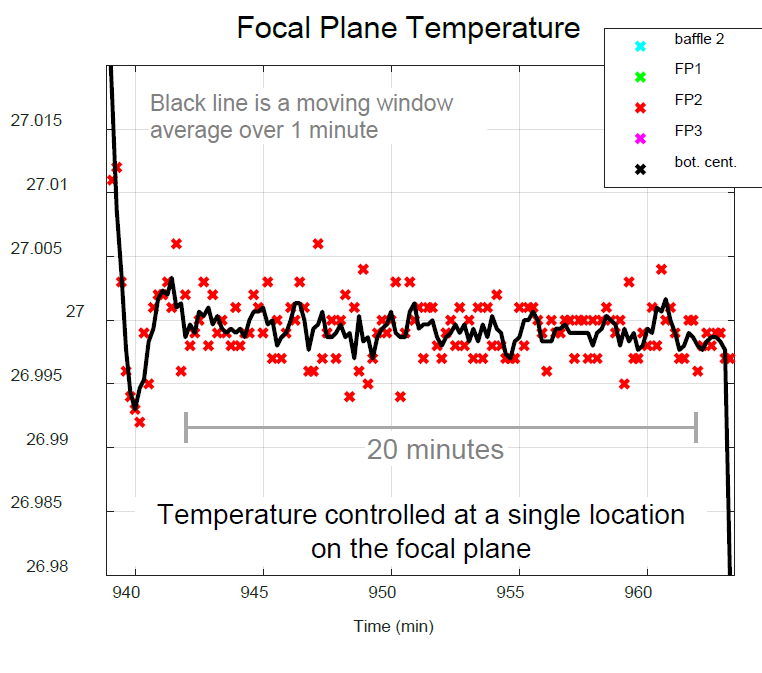 Focal Plane Temperature
baffle 2
FP1
FP2
FP3
bot. cent.
Black line is a moving window
average over 1 minute
27.015
27.01
27.005
27
26.995
26.99
26.985
26.98
20 minutes
Temperature controlled at a single location
on the focal plane
940 945 950 955 960
Time (min)